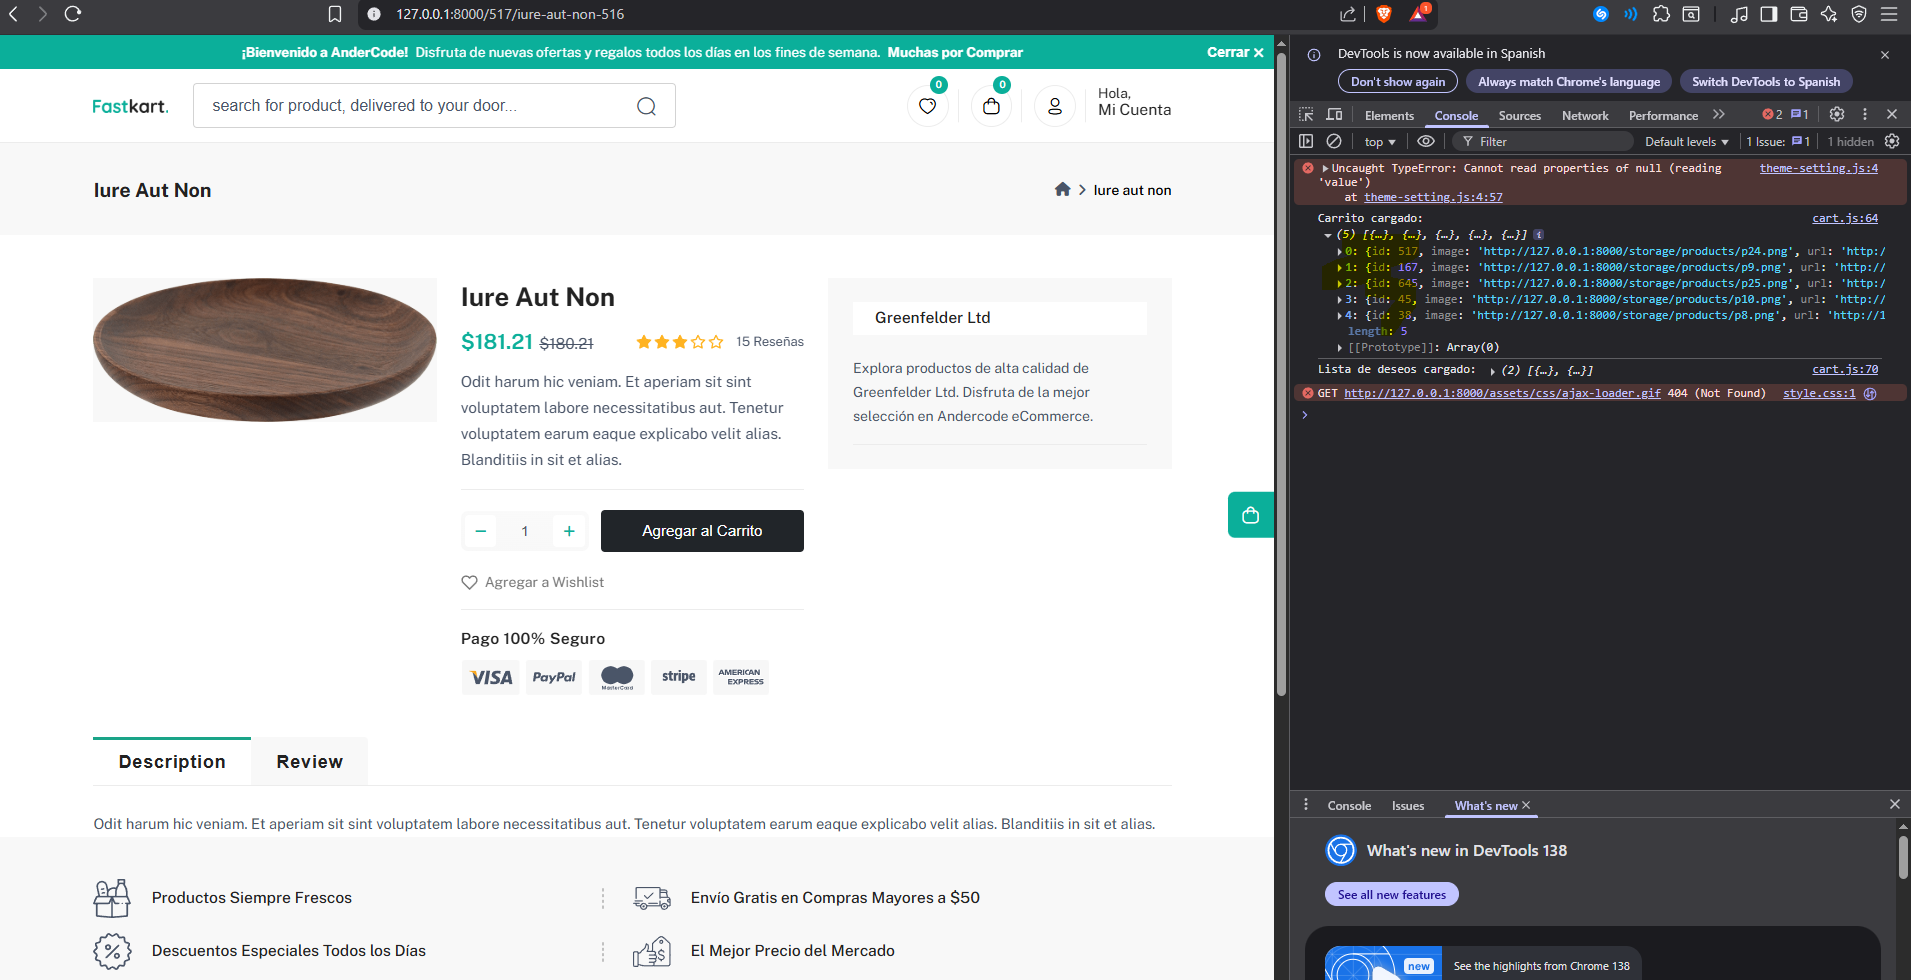 127.0.0.1:8000/517/iure-aut-non-516
1
¡Bienvenido a AnderCode! Disfruta de nuevas ofertas y regalos todos los días en los fines de semana. Muchas por Comprar
Cerrar ×
Fastkart.
search for product, delivered to your door...
0
0
Hola,
Mi Cuenta
Iure Aut Non
Iure aut non
Iure Aut Non
$181.21 $180.21
15 Reseñas
Odit harum hic veniam. Et aperiam sit sint
voluptatem labore necessitatibus aut. Tenetur
voluptatem earum eaque explicabo velit alias.
Blanditiis in sit et alias.
− 1 +
Agregar al Carrito
Agregar a Wishlist
Pago 100% Seguro
VISA
PayPal
MasterCard
stripe
AMERICAN
EXPRESS
Greenfelder Ltd
Explora productos de alta calidad de
Greenfelder Ltd. Disfruta de la mejor
selección en Andercode eCommerce.
Description
Review
Odit harum hic veniam. Et aperiam sit sint voluptatem labore necessitatibus aut. Tenetur voluptatem earum eaque explicabo velit alias. Blanditiis in sit et alias.
Productos Siempre Frescos
Envío Gratis en Compras Mayores a $50
Descuentos Especiales Todos los Días
El Mejor Precio del Mercado
DevTools is now available in Spanish
Don't show again
Always match Chrome's language
Switch DevTools to Spanish
Elements Console Sources Network Performance
2 1
top
Filter
Default levels
1 Issue: 1
1 hidden
Uncaught TypeError: Cannot read properties of null (reading theme-setting.js:4
'value')
at theme-setting.js:4:57
Carrito cargado: cart.js:64
(5) [{…}, {…}, {…}, {…}, {…}]
0: {id: 517, image: 'http://127.0.0.1:8000/storage/products/p24.png', url: 'http:/
1: {id: 167, image: 'http://127.0.0.1:8000/storage/products/p9.png', url: 'http://
2: {id: 645, image: 'http://127.0.0.1:8000/storage/products/p25.png', url: 'http:/
3: {id: 45, image: 'http://127.0.0.1:8000/storage/products/p10.png', url: 'http://
4: {id: 38, image: 'http://127.0.0.1:8000/storage/products/p8.png', url: 'http://1
length: 5
[[Prototype]]: Array(0)
Lista de deseos cargado: (2) [{…}, {…}] cart.js:70
GET http://127.0.0.1:8000/assets/css/ajax-loader.gif 404 (Not Found) style.css:1
Console Issues What's new
What's new in DevTools 138
See all new features
new
See the highlights from Chrome 138